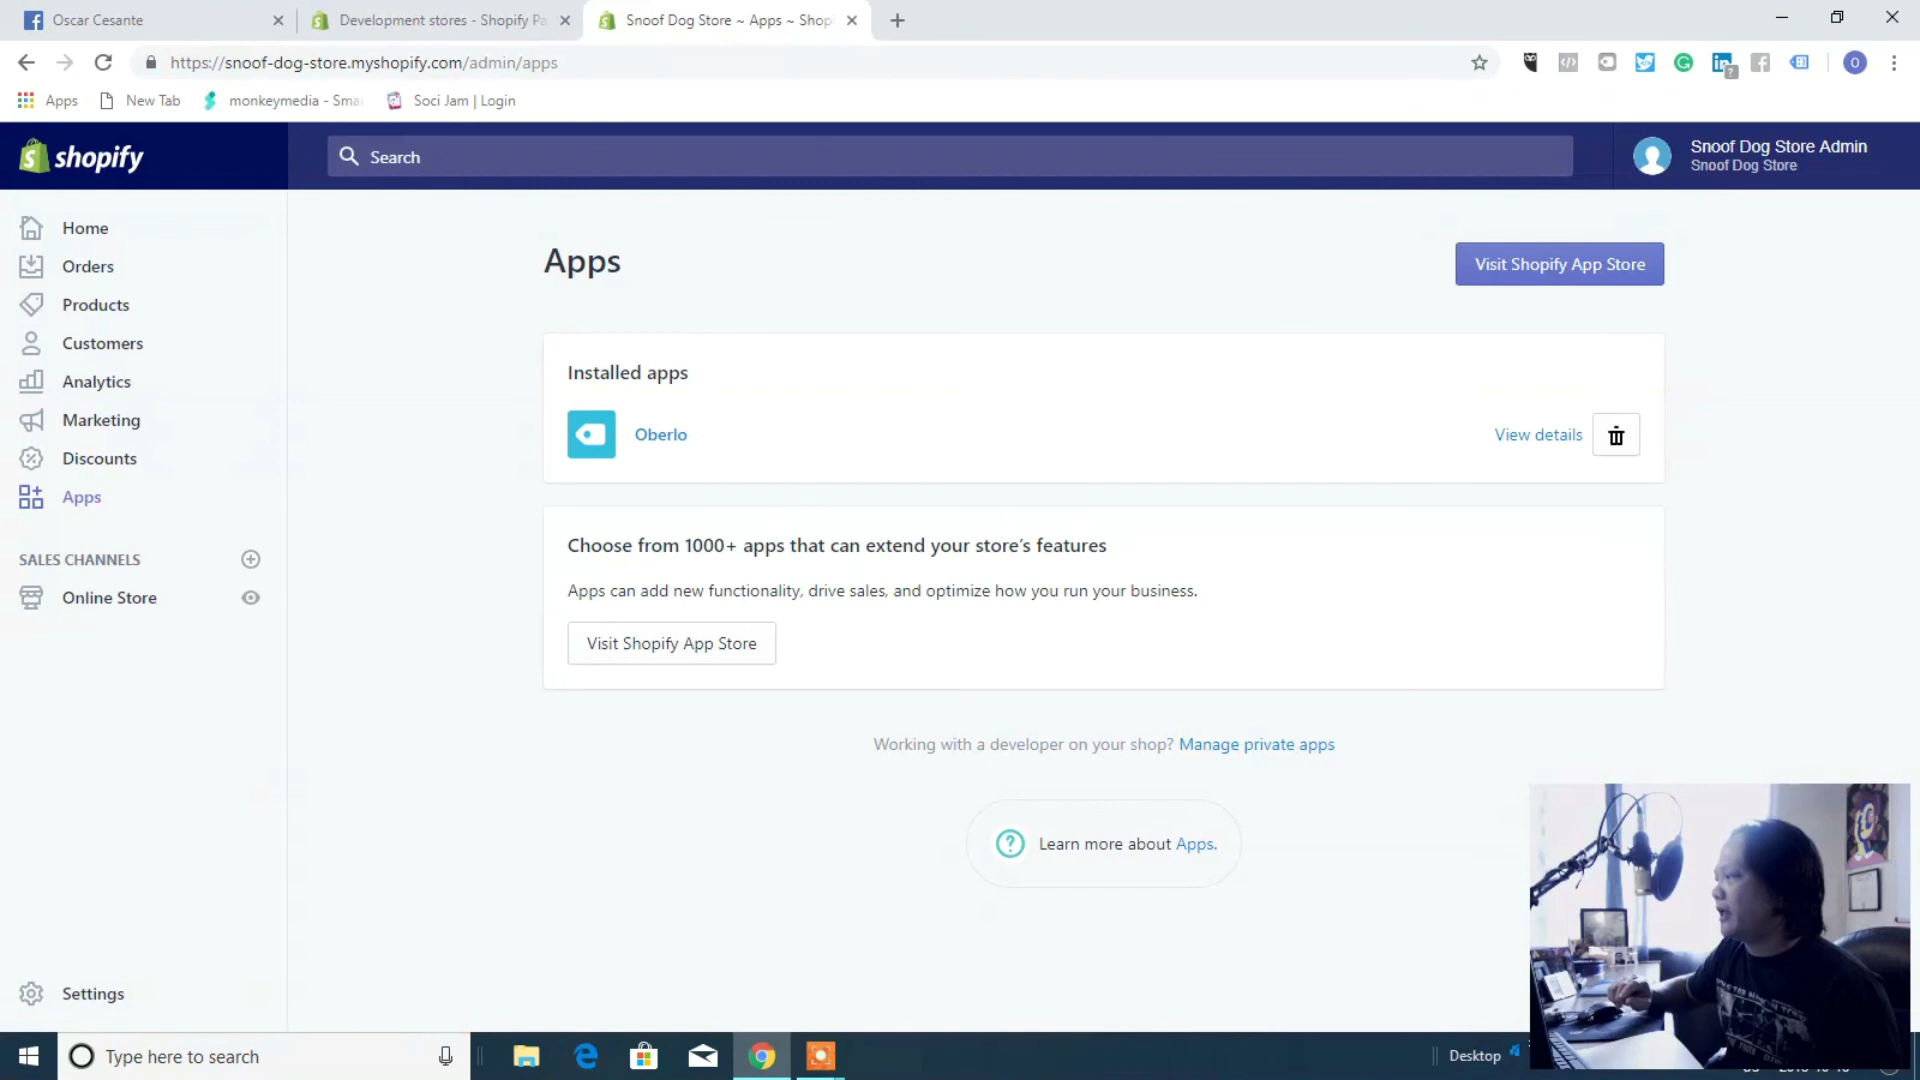 Oscar Cesante
Development stores - Shopify Pa
Snoof Dog Store ~ Apps ~ Shopi
https://snoof-dog-store.myshopify.com/admin/apps
Apps
New Tab
monkeymedia - Sma
Soci Jam | Login
shopify
Search
Snoof Dog Store Admin
Snoof Dog Store
Home
Orders
Products
Customers
Analytics
Marketing
Discounts
Apps
SALES CHANNELS
Online Store
Settings
Apps
Visit Shopify App Store
Installed apps
Oberlo
View details
Choose from 1000+ apps that can extend your store's features
Apps can add new functionality, drive sales, and optimize how you run your business.
Visit Shopify App Store
Working with a developer on your shop? Manage private apps
Learn more about Apps.
Type here to search
Desktop